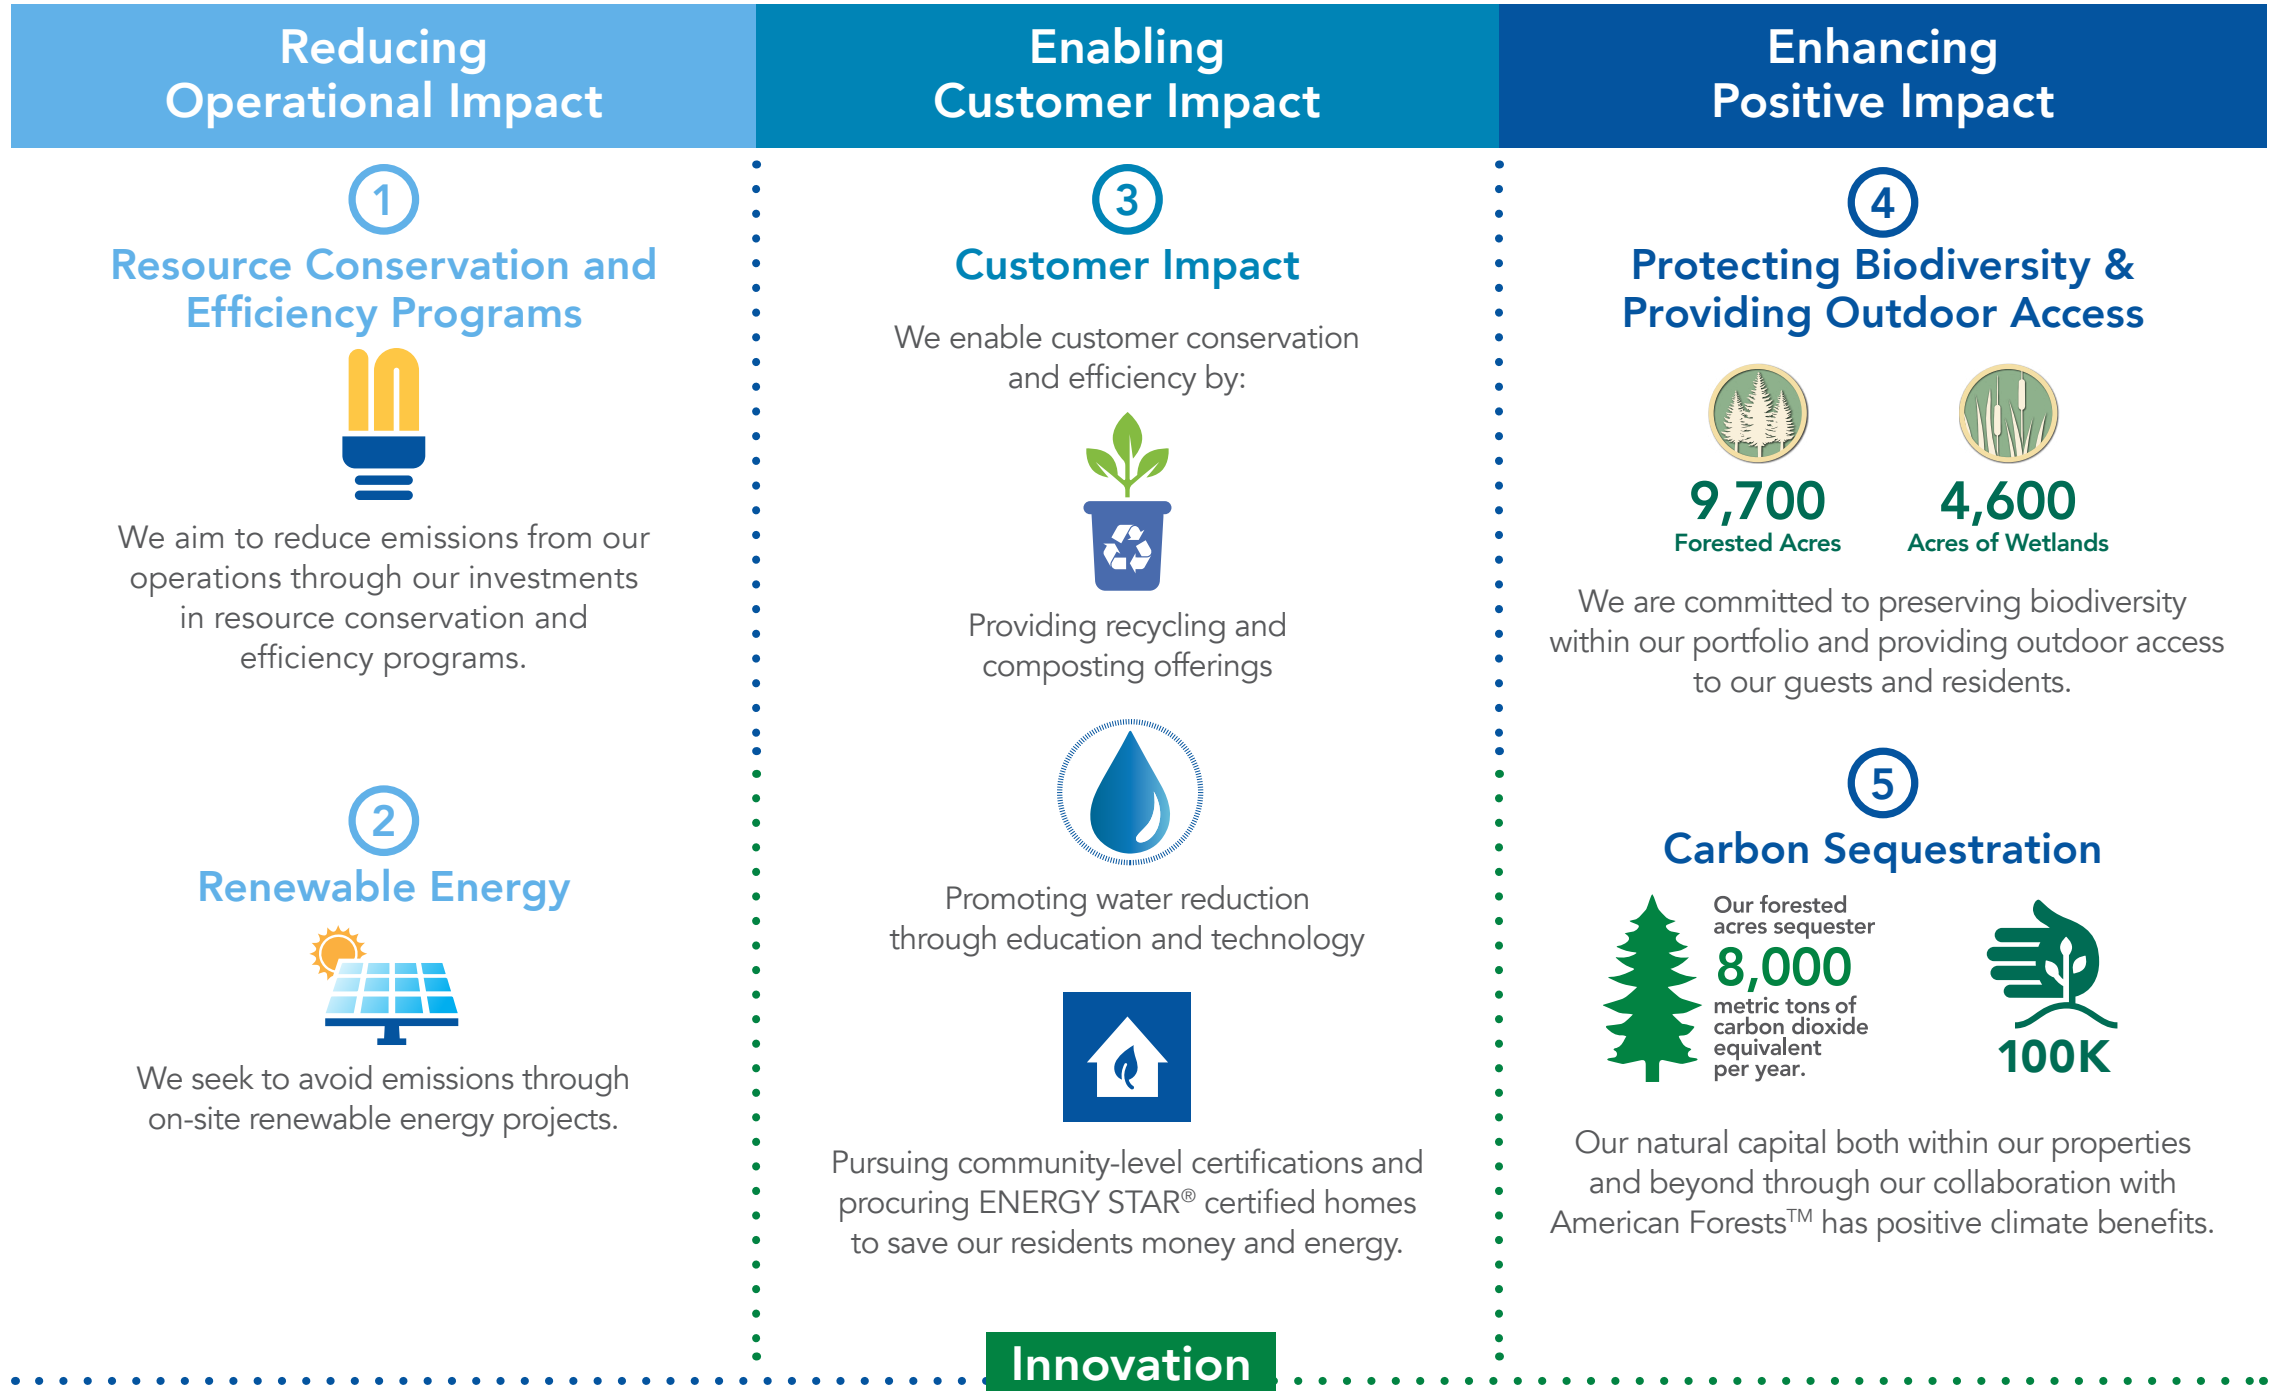 Reducing
Operational Impact
1
Resource Conservation and
Efficiency Programs
We aim to reduce emissions from our
operations through our investments
in resource conservation and
efficiency programs.
2
Renewable Energy
We seek to avoid emissions through
on-site renewable energy projects.
Enabling
Customer Impact
3
Customer Impact
We enable customer conservation
and efficiency by:
Providing recycling and
composting offerings
Promoting water reduction
through education and technology
Pursuing community-level certifications and
procuring ENERGY STAR® certified homes
to save our residents money and energy.
Enhancing
Positive Impact
4
Protecting Biodiversity &
Providing Outdoor Access
9,700
Forested Acres
4,600
Acres of Wetlands
We are committed to preserving biodiversity
within our portfolio and providing outdoor access
to our guests and residents.
5
Carbon Sequestration
Our forested
acres sequester
8,000
metric tons of
carbon dioxide
equivalent
per year.
100K
Our natural capital both within our properties
and beyond through our collaboration with
American Forests™ has positive climate benefits.
Innovation